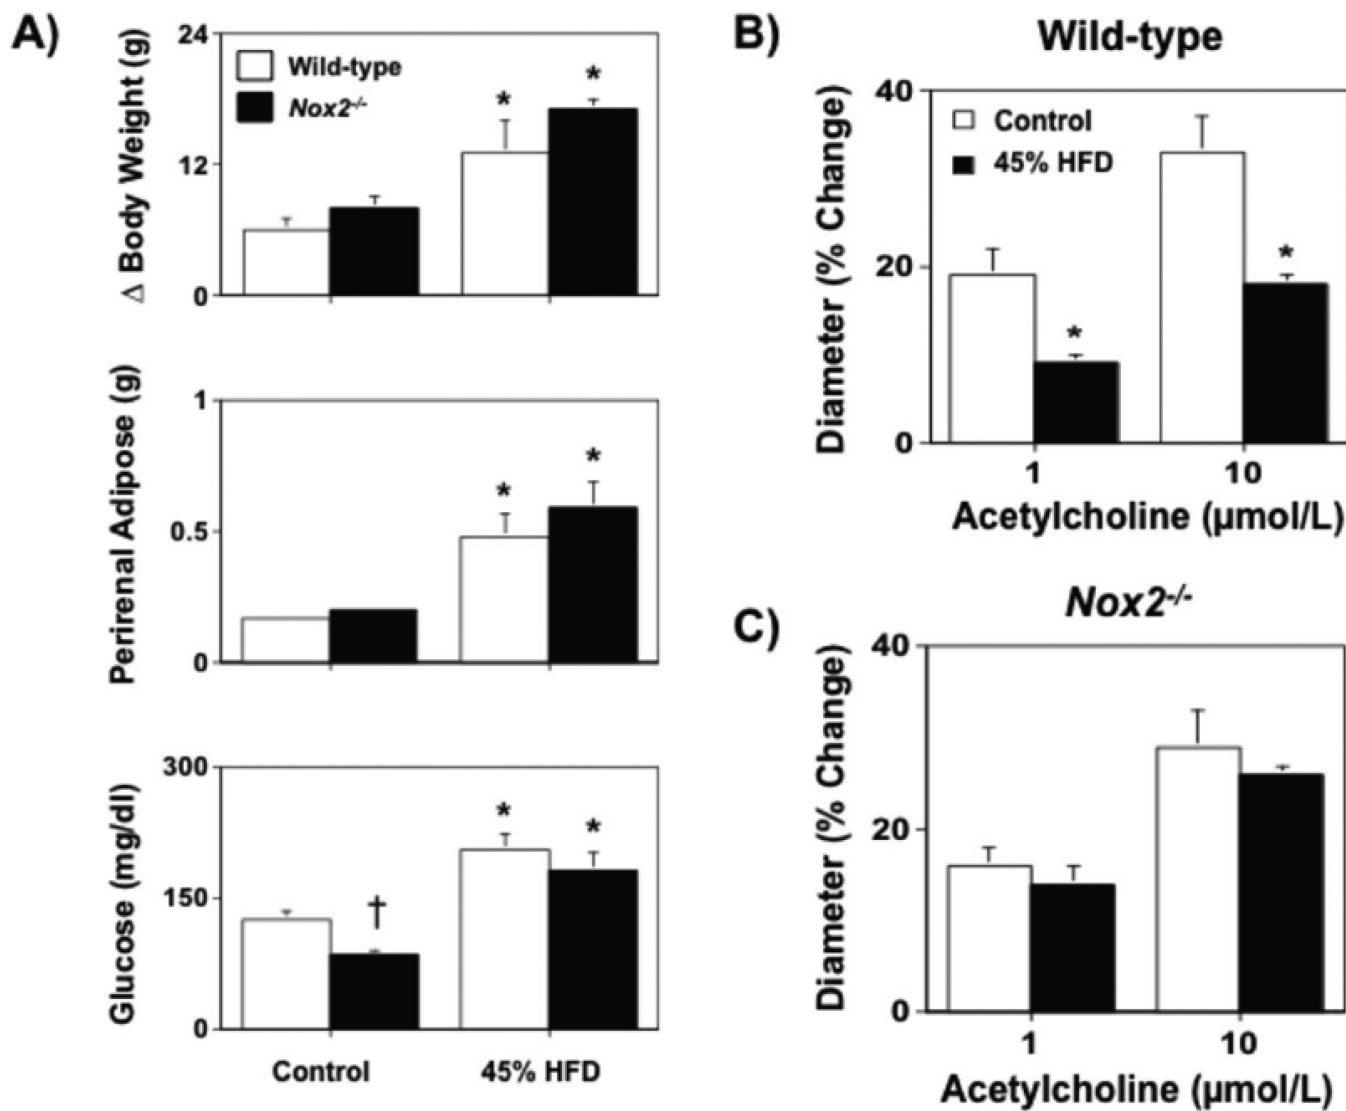 A)
Δ Body Weight (g)
24
12
0
Wild-type
Nox2-/-
*
*
Perirenal Adipose (g)
1
0.5
0
*
*
Glucose (mg/dl)
300
150
0
†
*
*
Control
45% HFD
B)
Wild-type
Diameter (% Change)
40
20
0
Control
45% HFD
*
*
1
10
Acetylcholine (µmol/L)
C)
Nox2-/-
Diameter (% Change)
40
20
0
1
10
Acetylcholine (µmol/L)